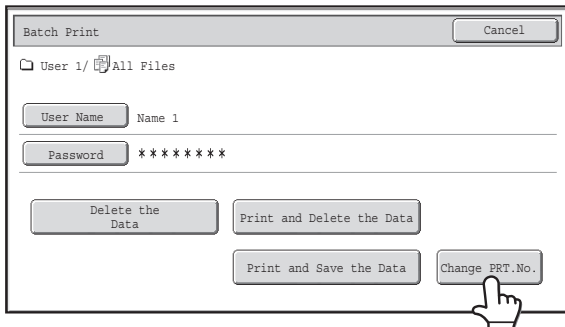 Batch Print Cancel
User 1/ All Files
User Name Name 1
Password ********
Delete the
Data
Print and Delete the Data
Print and Save the Data Change PRT.No.